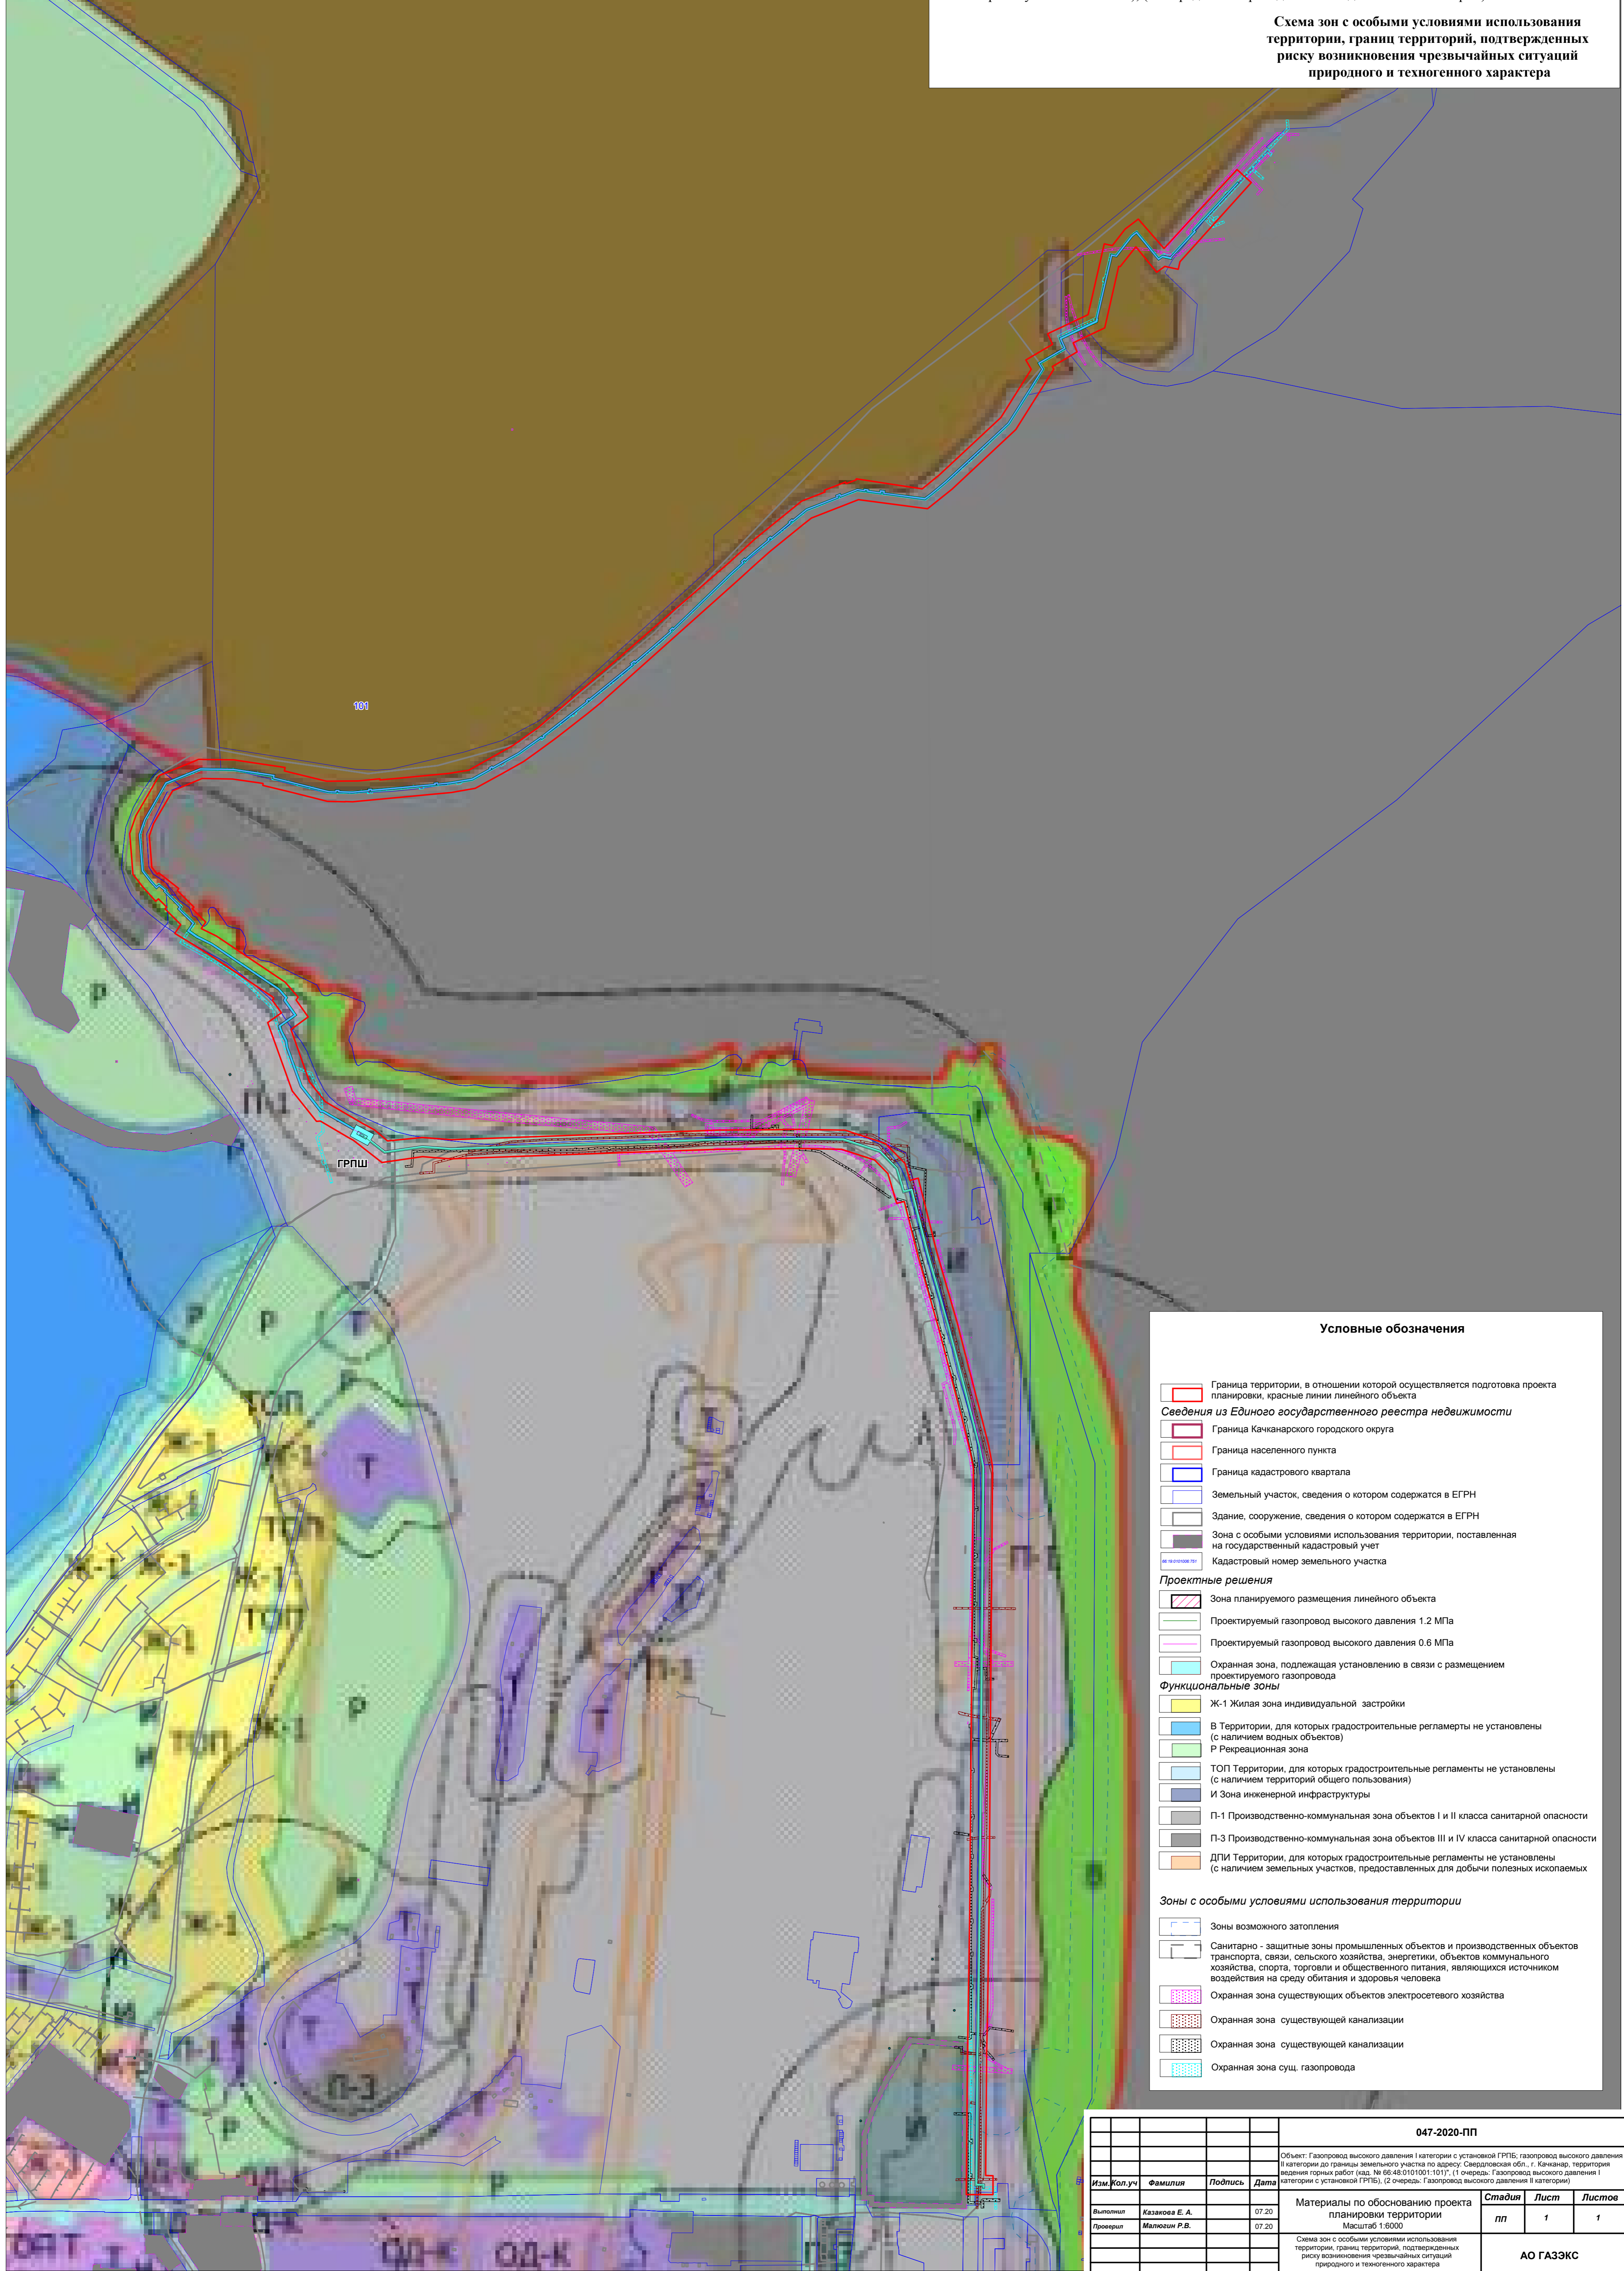 Схема зон с особыми условиями использования
территории, границ территорий, подтвержденных
риску возникновения чрезвычайных ситуаций
природного и техногенного характера
101
Р
П-1
И
Р
ГРПШ
Р
И
Р
Р
Т
Р
ТОП
Ж-1
Ж-1
Т
Т
Ж-1
ТОП
П-1
Ж-1
Ж-1
Ж-1
Т
Т
ТОП
Ж-1
П-1
Р
Т
Т
И
И
ТОП
Ж-1
Ж-1
Ж-1
Т
Т
Т
П-3
Р
Р
Т
ОД-К
ОД-К
Условные обозначения
Граница территории, в отношении которой осуществляется подготовка проекта
планировки, красные линии линейного объекта
Сведения из Единого государственного реестра недвижимости
Граница Качканарского городского округа
Граница населенного пункта
Граница кадастрового квартала
Земельный участок, сведения о котором содержатся в ЕГРН
Здание, сооружение, сведения о котором содержатся в ЕГРН
Зона с особыми условиями использования территории, поставленная
на государственный кадастровый учет
Кадастровый номер земельного участка
Проектные решения
Зона планируемого размещения линейного объекта
Проектируемый газопровод высокого давления 1.2 МПа
Проектируемый газопровод высокого давления 0.6 МПа
Охранная зона, подлежащая установлению в связи с размещением
проектируемого газопровода
Функциональные зоны
Ж-1 Жилая зона индивидуальной застройки
В Территории, для которых градостроительные регламерты не установлены
(с наличием водных объектов)
Р Рекреационная зона
ТОП Территории, для которых градостроительные регламенты не установлены
(с наличием территорий общего пользования)
И Зона инженерной инфраструктуры
П-1 Производственно-коммунальная зона объектов I и II класса санитарной опасности
П-3 Производственно-коммунальная зона объектов III и IV класса санитарной опасности
ДПИ Территории, для которых градостроительные регламенты не установлены
(с наличием земельных участков, предоставленных для добычи полезных ископаемых
Зоны с особыми условиями использования территории
Зоны возможного затопления
Санитарно - защитные зоны промышленных объектов и производственных объектов
транспорта, связи, сельского хозяйства, энергетики, объектов коммунального
хозяйства, спорта, торговли и общественного питания, являющихся источником
воздействия на среду обитания и здоровья человека
Охранная зона существующих объектов электросетевого хозяйства
Охранная зона существующей канализации
Охранная зона существующей канализации
Охранная зона сущ. газопровода
047-2020-ПП
Объект: Газопровод высокого давления I категории с установкой ГРПБ; газопровод высокого давления
II категории до границы земельного участка по адресу: Свердловская обл., г. Качканар, территория
ведения горных работ (кад. № 66:48:0101001:101)", (1 очередь: Газопровод высокого давления I
категории с установкой ГРПБ), (2 очередь: Газопровод высокого давления II категории)
Изм. Кол.уч Фамилия Подпись Дата
Материалы по обоснованию проекта
планировки территории
Масштаб 1:6000
Стадия Лист Листов
ПП 1 1
Выполнил Казакова Е. А. 07.20
Проверил Малюгин Р.В. 07.20
Схема зон с особыми условиями использования
территории, границ территорий, подтвержденных
риску возникновения чрезвычайных ситуаций
природного и техногенного характера
АО ГАЗЭКС